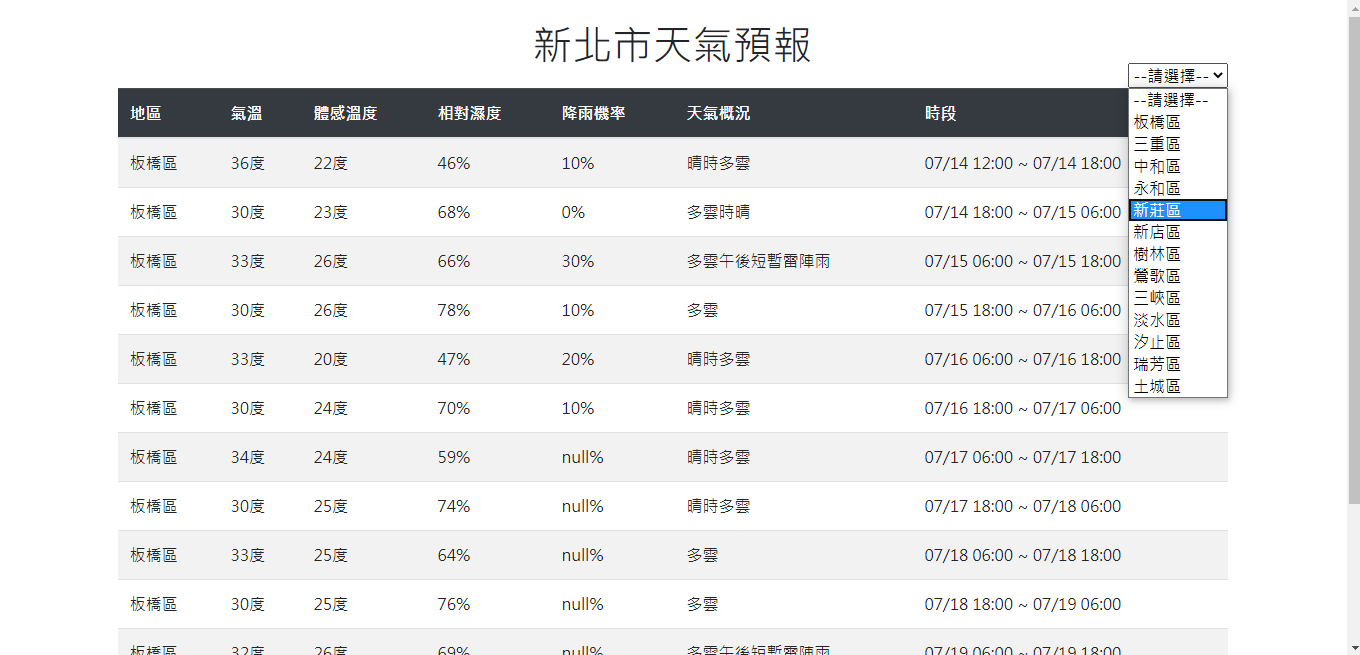 新北市天氣預報
--請選擇--
地區 氣溫 體感溫度 相對濕度 降雨機率 天氣概況 時段
板橋區 36度 22度 46% 10% 晴時多雲 07/14 12:00 ~ 07/14 18:00
板橋區 30度 23度 68% 0% 多雲時晴 07/14 18:00 ~ 07/15 06:00
板橋區 33度 26度 66% 30% 多雲午後短暫雷陣雨 07/15 06:00 ~ 07/15 18:00
板橋區 30度 26度 78% 10% 多雲 07/15 18:00 ~ 07/16 06:00
板橋區 33度 20度 47% 20% 晴時多雲 07/16 06:00 ~ 07/16 18:00
板橋區 30度 24度 70% 10% 晴時多雲 07/16 18:00 ~ 07/17 06:00
板橋區 34度 24度 59% null% 晴時多雲 07/17 06:00 ~ 07/17 18:00
板橋區 30度 25度 74% null% 晴時多雲 07/17 18:00 ~ 07/18 06:00
板橋區 33度 25度 64% null% 多雲 07/18 06:00 ~ 07/18 18:00
板橋區 30度 25度 76% null% 多雲 07/18 18:00 ~ 07/19 06:00
板橋區 32度 26度 69% null% 多雲午後短暫雷陣雨 07/19 06:00 ~ 07/19 18:00
--請選擇--
板橋區
三重區
中和區
永和區
新莊區
新店區
樹林區
鶯歌區
三峽區
淡水區
汐止區
瑞芳區
土城區